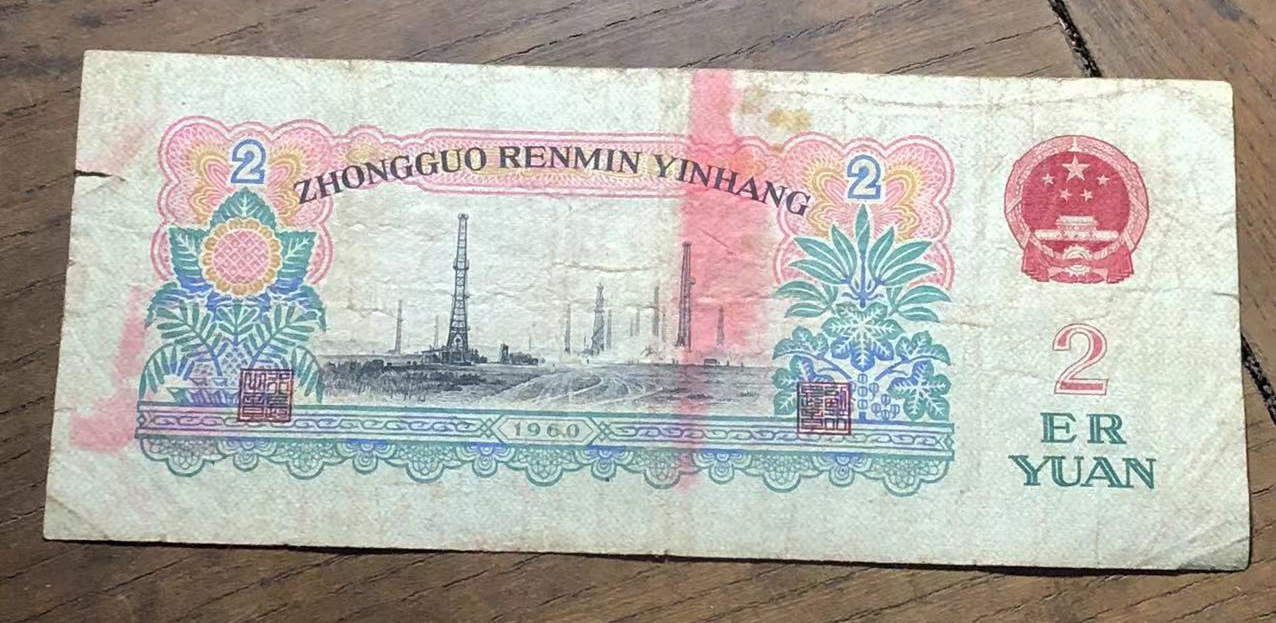 2
2
ZHONGGUO RENMIN YINHANG
1960
2
ER
YUAN